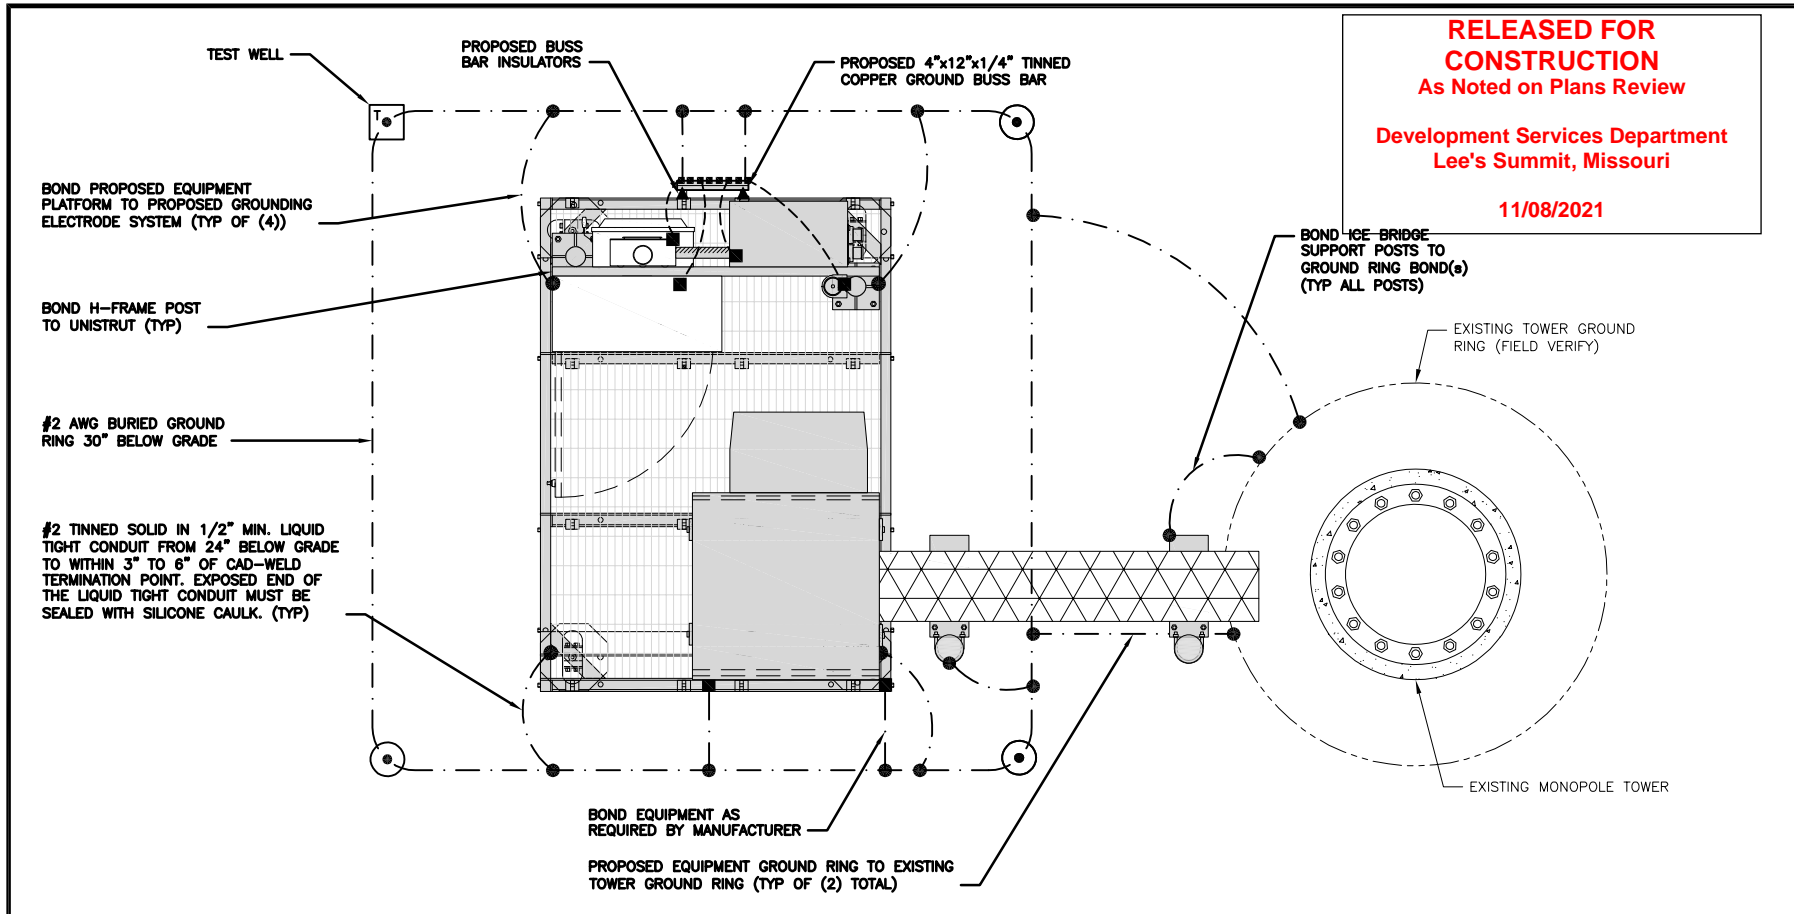 RELEASED FOR
CONSTRUCTION
As Noted on Plans Review
Development Services Department
Lee's Summit, Missouri
11/08/2021
TEST WELL
PROPOSED BUSS
BAR INSULATORS
PROPOSED 4"x12"x1/4" TINNED
COPPER GROUND BUSS BAR
T
BOND PROPOSED EQUIPMENT
PLATFORM TO PROPOSED GROUNDING
ELECTRODE SYSTEM (TYP OF (4))
BOND ICE BRIDGE
SUPPORT POSTS TO
GROUND RING BOND(s)
(TYP ALL POSTS)
BOND H-FRAME POST
TO UNISTRUT (TYP)
EXISTING TOWER GROUND
RING (FIELD VERIFY)
#2 AWG BURIED GROUND
RING 30" BELOW GRADE
#2 TINNED SOLID IN 1/2" MIN. LIQUID
TIGHT CONDUIT FROM 24" BELOW GRADE
TO WITHIN 3" TO 6" OF CAD-WELD
TERMINATION POINT. EXPOSED END OF
THE LIQUID TIGHT CONDUIT MUST BE
SEALED WITH SILICONE CAULK. (TYP)
EXISTING MONOPOLE TOWER
BOND EQUIPMENT AS
REQUIRED BY MANUFACTURER
PROPOSED EQUIPMENT GROUND RING TO EXISTING
TOWER GROUND RING (TYP OF (2) TOTAL)